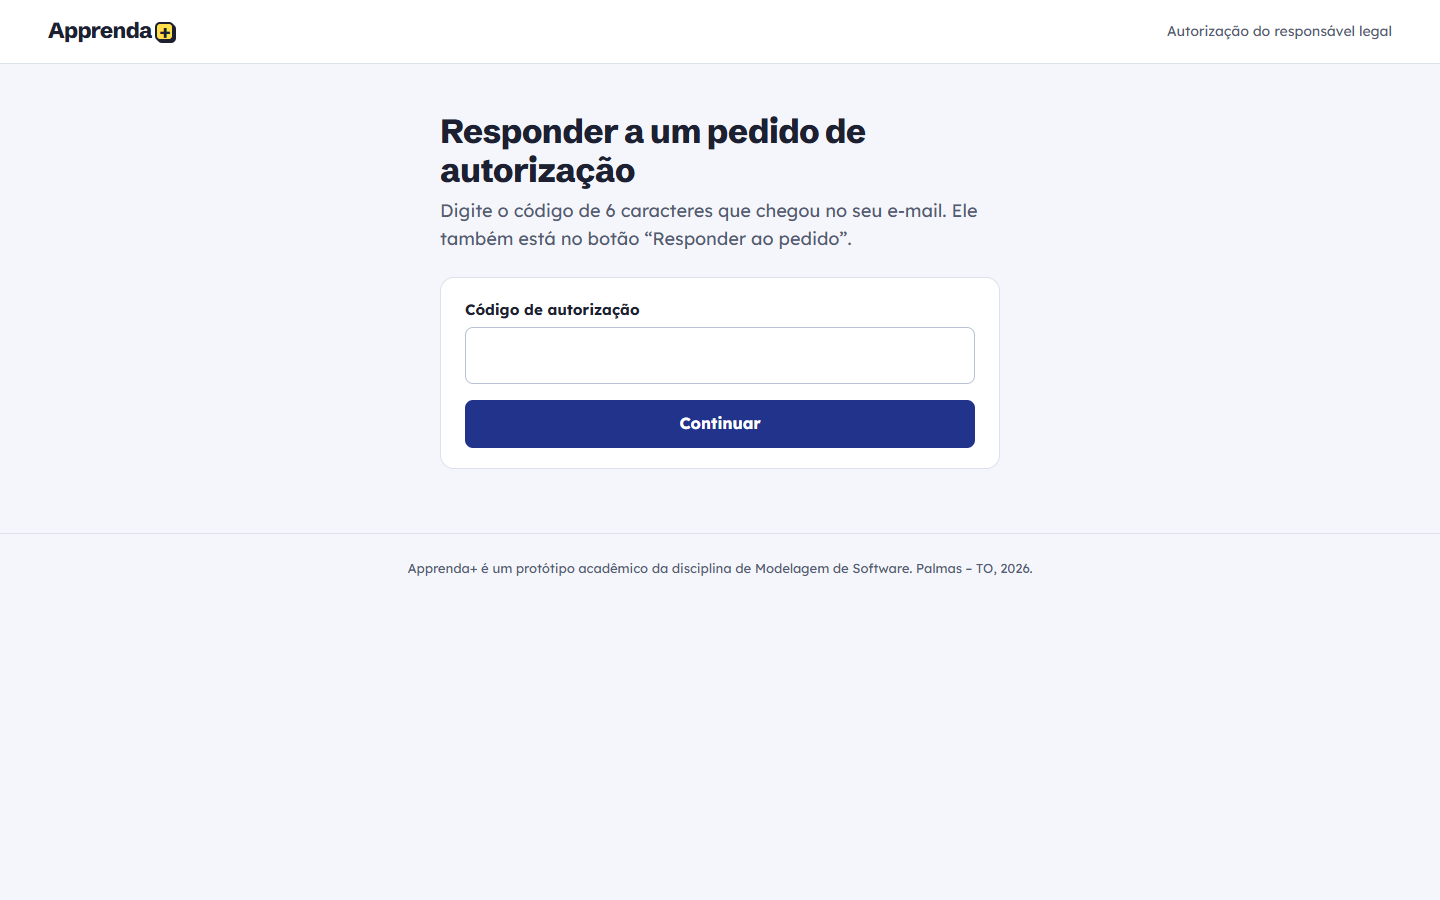 Apprenda+
Autorização do responsável legal
Responder a um pedido de
autorização
Digite o código de 6 caracteres que chegou no seu e-mail. Ele
também está no botão “Responder ao pedido”.
Código de autorização
Continuar
Apprenda+ é um protótipo acadêmico da disciplina de Modelagem de Software. Palmas – TO, 2026.